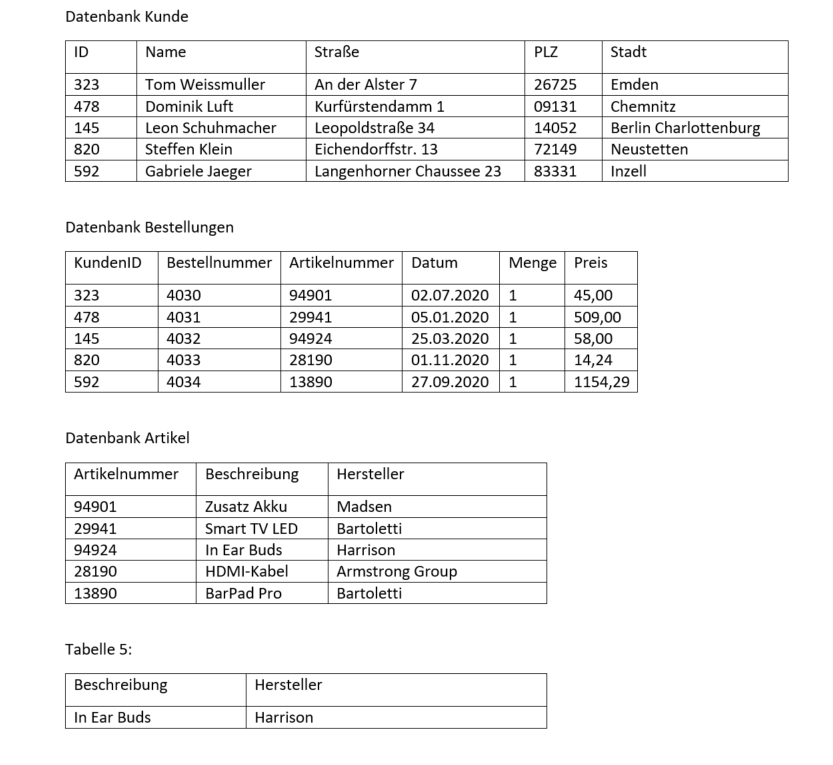 Datenbank Kunde
ID Name Straße PLZ Stadt
323 Tom Weissmuller An der Alster 7 26725 Emden
478 Dominik Luft Kurfürstendamm 1 09131 Chemnitz
145 Leon Schuhmacher Leopoldstraße 34 14052 Berlin Charlottenburg
820 Steffen Klein Eichendorffstr. 13 72149 Neustetten
592 Gabriele Jaeger Langenhorner Chaussee 23 83331 Inzell
Datenbank Bestellungen
KundenID Bestellnummer Artikelnummer Datum Menge Preis
323 4030 94901 02.07.2020 1 45,00
478 4031 29941 05.01.2020 1 509,00
145 4032 94924 25.03.2020 1 58,00
820 4033 28190 01.11.2020 1 14,24
592 4034 13890 27.09.2020 1 1154,29
Datenbank Artikel
Artikelnummer Beschreibung Hersteller
94901 Zusatz Akku Madsen
29941 Smart TV LED Bartoletti
94924 In Ear Buds Harrison
28190 HDMI-Kabel Armstrong Group
13890 BarPad Pro Bartoletti
Tabelle 5:
Beschreibung Hersteller
In Ear Buds Harrison